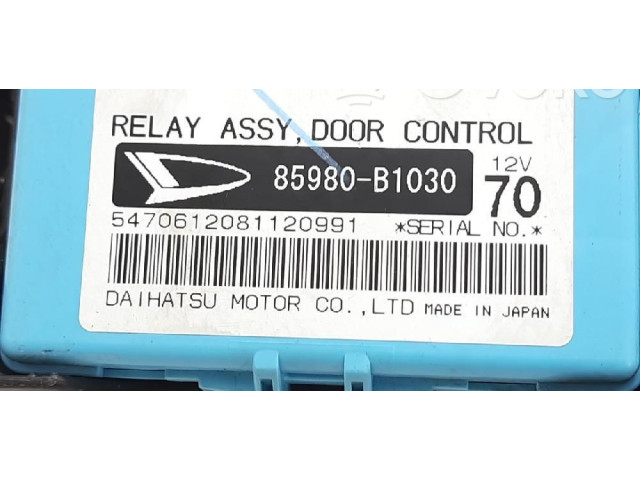 RELAY ASSY, DOOR CONTROL
85980-B1030
12V
70
5470612081120991 *SERIAL NO.*
DAIHATSU MOTOR CO.,LTD MADE IN JAPAN